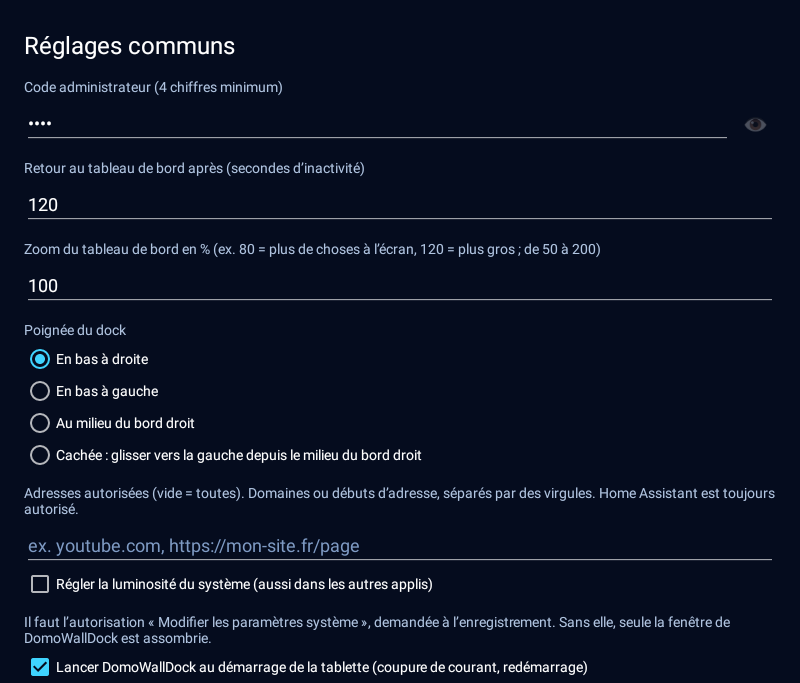 Réglages communs
Code administrateur (4 chiffres minimum)
••••
Retour au tableau de bord après (secondes d’inactivité)
120
Zoom du tableau de bord en % (ex. 80 = plus de choses à l’écran, 120 = plus gros ; de 50 à 200)
100
Poignée du dock
En bas à droite
En bas à gauche
Au milieu du bord droit
Cachée : glisser vers la gauche depuis le milieu du bord droit
Adresses autorisées (vide = toutes). Domaines ou débuts d’adresse, séparés par des virgules. Home Assistant est toujours
autorisé.
ex. youtube.com, https://mon-site.fr/page
Régler la luminosité du système (aussi dans les autres applis)
Il faut l’autorisation « Modifier les paramètres système », demandée à l’enregistrement. Sans elle, seule la fenêtre de
DomoWallDock est assombrie.
Lancer DomoWallDock au démarrage de la tablette (coupure de courant, redémarrage)